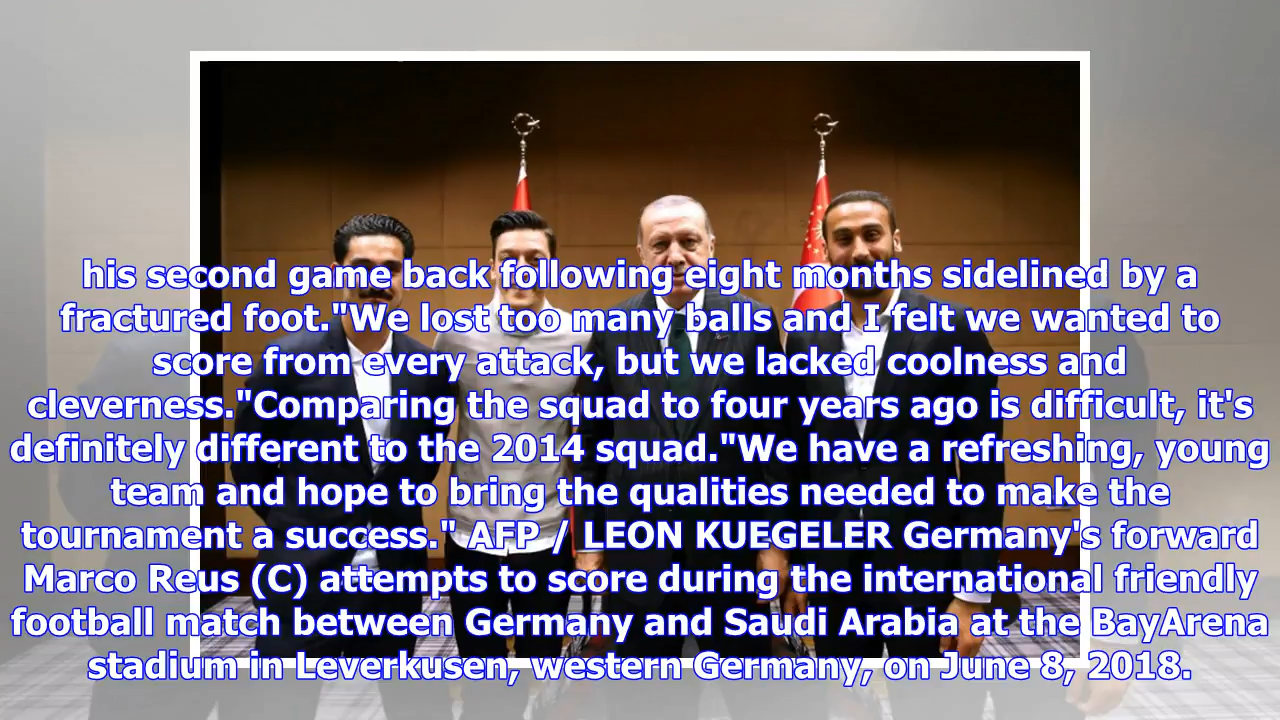 his second game back following eight months sidelined by a
fractured foot."We lost too many balls and I felt we wanted to
score from every attack, but we lacked coolness and
cleverness."Comparing the squad to four years ago is difficult, it's
definitely different to the 2014 squad."We have a refreshing, young
team and hope to bring the qualities needed to make the
tournament a success." AFP / LEON KUEGELER Germany's forward
Marco Reus (C) attempts to score during the international friendly
football match between Germany and Saudi Arabia at the BayArena
stadium in Leverkusen, western Germany, on June 8, 2018.